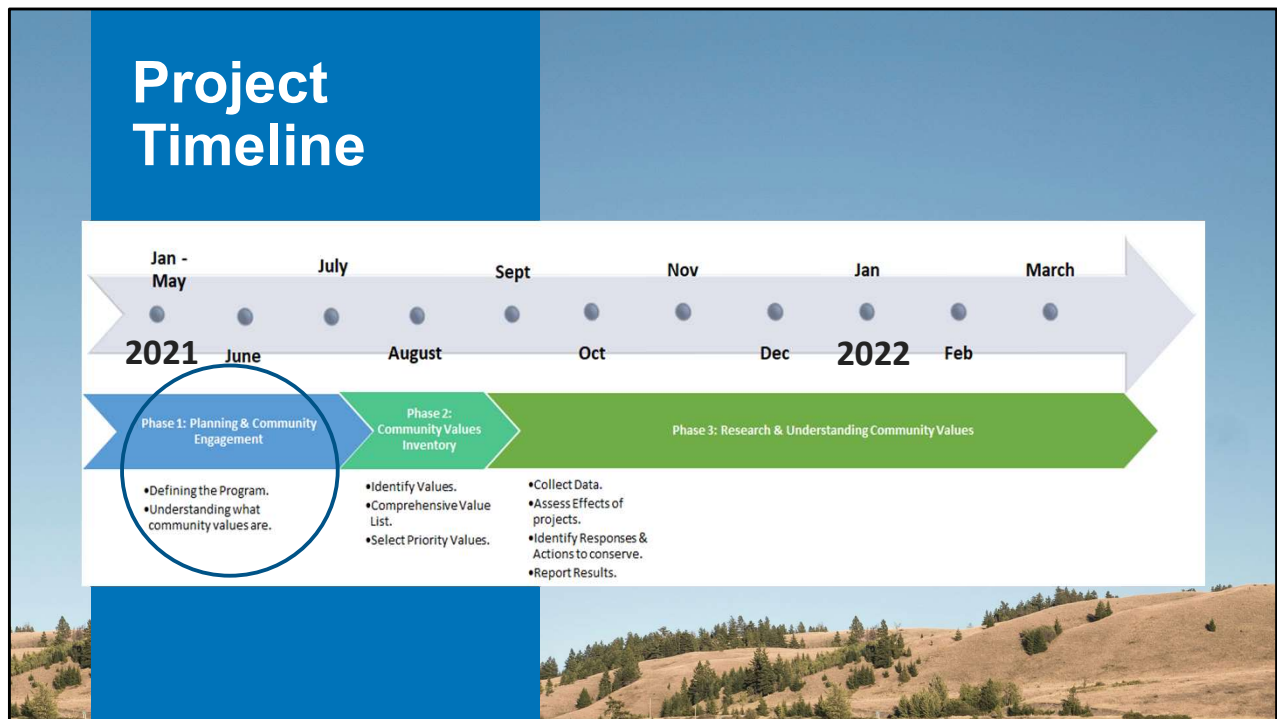 Project
Timeline
Jan -
May
July
Sept
Nov
Jan
March
2021
June
August
Oct
Dec
2022
Feb
Phase 1: Planning & Community
Engagement
Phase 2:
Community Values
Inventory
Phase 3: Research & Understanding Community Values
•Defining the Program.
•Understanding what
community values are.
•Identify Values.
•Comprehensive Value
List.
•Select Priority Values.
•Collect Data.
•Assess Effects of
projects.
•Identify Responses &
Actions to conserve.
•Report Results.